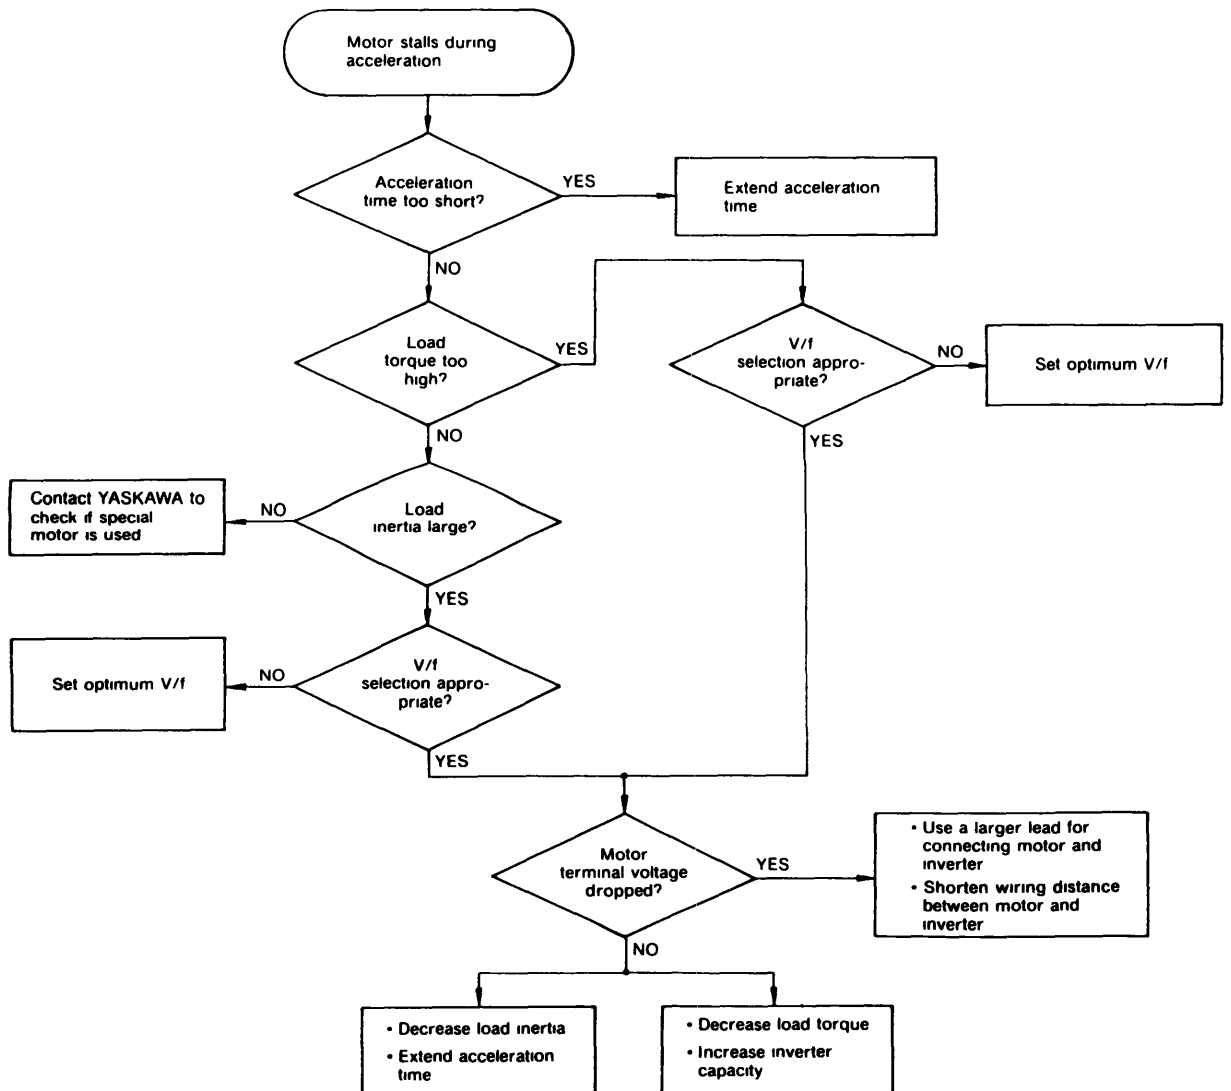 Motor stalls during
acceleration
Acceleration
time too short?
YES
Extend acceleration
time
NO
Load
torque too
high?
YES
V/f
selection appro-
priate?
NO
Set optimum V/f
NO
YES
Contact YASKAWA to
check if special
motor is used
NO
Load
inertia large?
YES
Set optimum V/f
NO
V/f
selection appro-
priate?
YES
Motor
terminal voltage
dropped?
YES
• Use a larger lead for
connecting motor and
inverter
• Shorten wiring distance
between motor and
inverter
NO
• Decrease load inertia
• Extend acceleration
time
• Decrease load torque
• Increase inverter
capacity